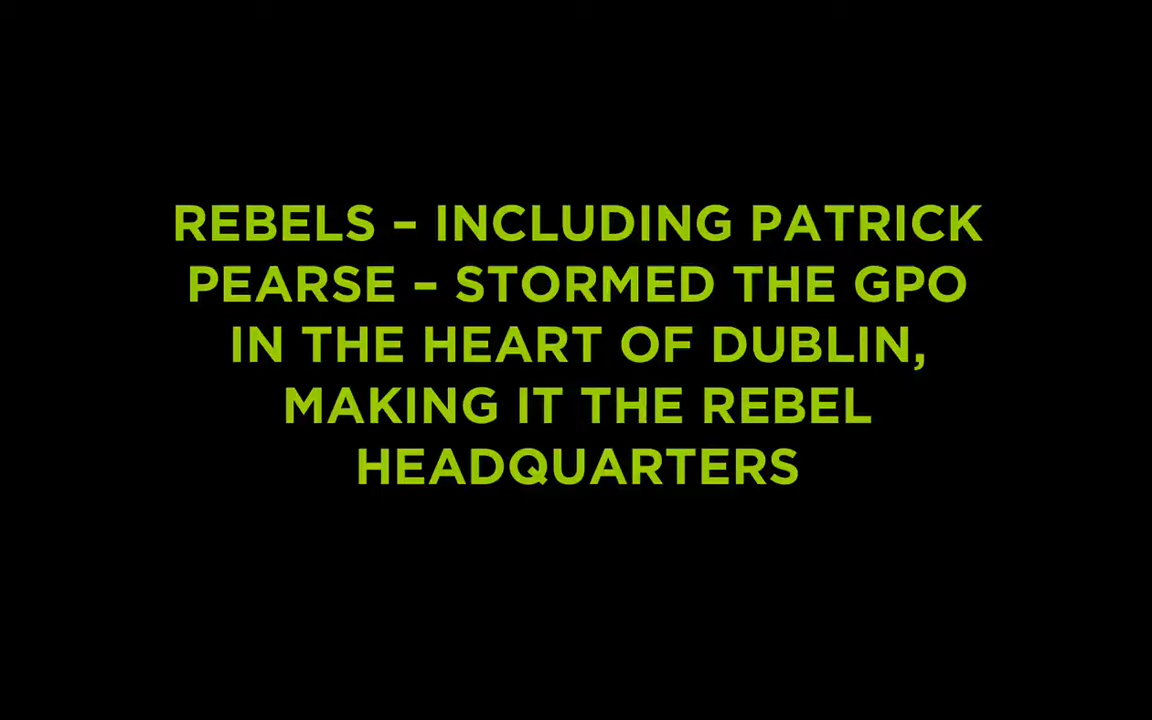 REBELS – INCLUDING PATRICK
PEARSE – STORMED THE GPO
IN THE HEART OF DUBLIN,
MAKING IT THE REBEL
HEADQUARTERS